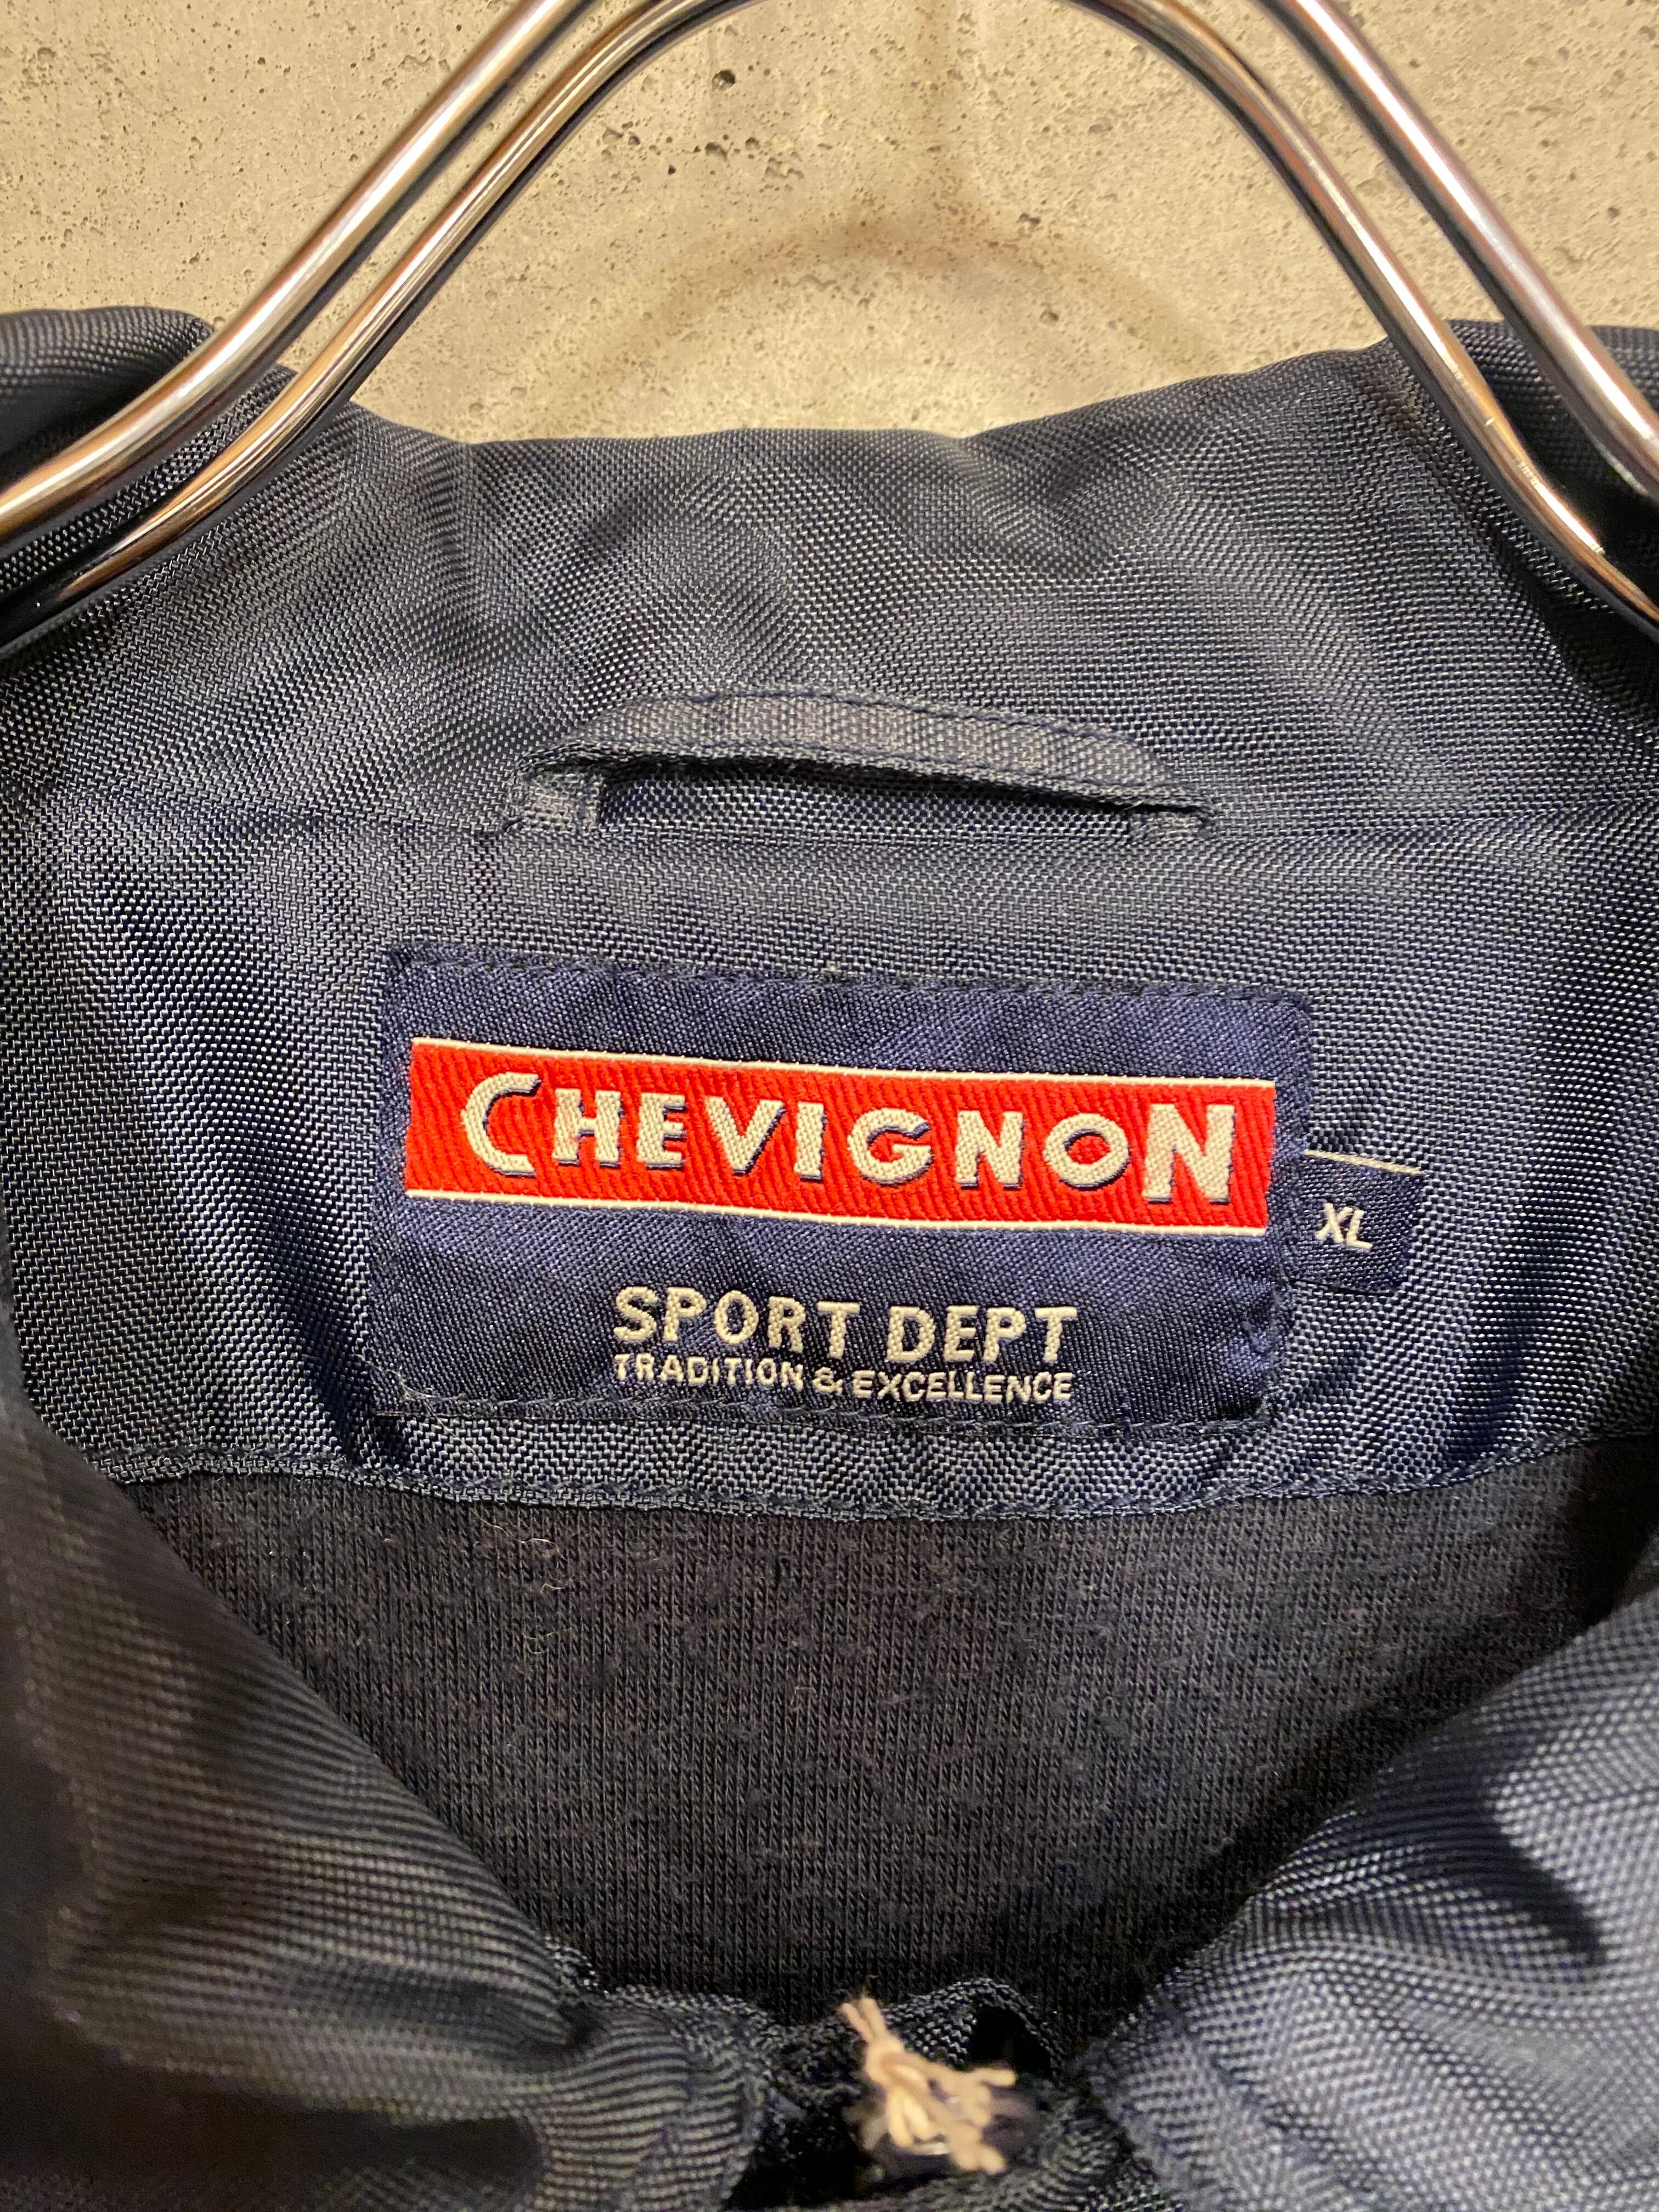 CHEVIGNON
XL
SPORT DEPT
TRADITION & EXCELLENCE